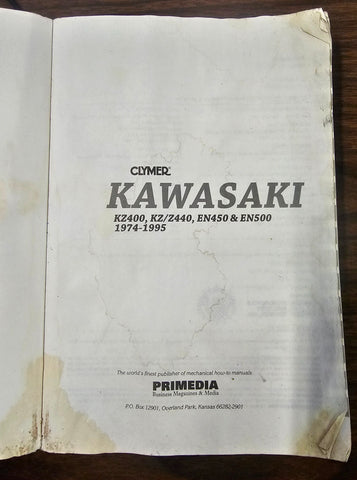 CLYMER®
KAWASAKI
KZ400, KZ/Z440, EN450 & EN500
1974-1995
The world's finest publisher of mechanical how-to manuals
PRIMEDIA
Business Magazines & Media
P.O. Box 12901, Overland Park, Kansas 66282-2901